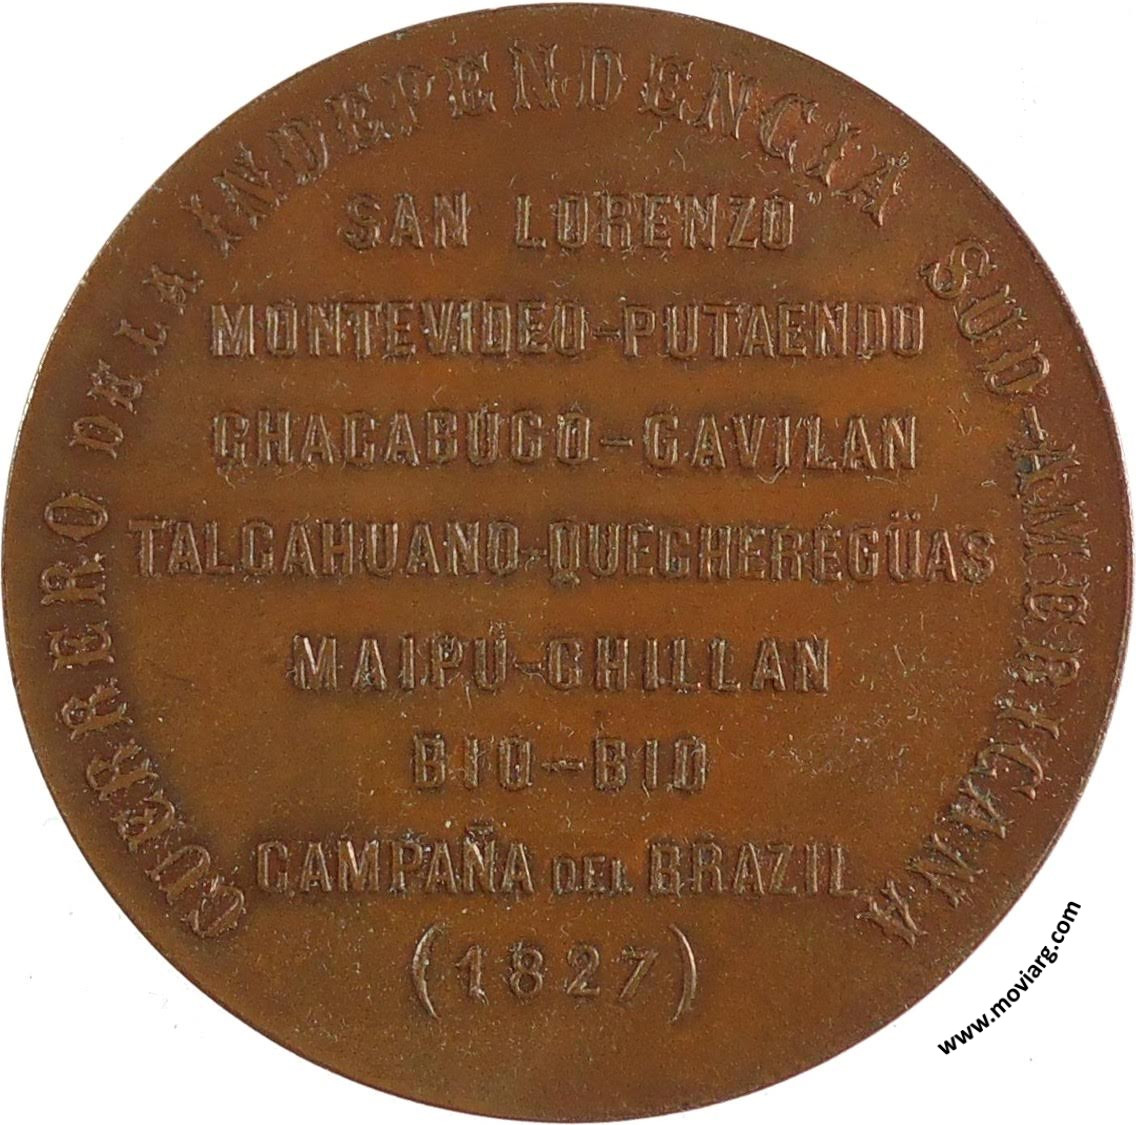 GUERRERO DE LA INDEPENDENCIA SUD-AMERICANA
SAN LORENZO
MONTEVIDEO-PUTAENDO
CHACABUCO-GAVILAN
TALCAHUANO-QUECHERÉGÜAS
MAIPÚ-CHILLAN
BIO-BIO
CAMPAÑA DEL BRAZIL
(1827)
www.moviarg.com